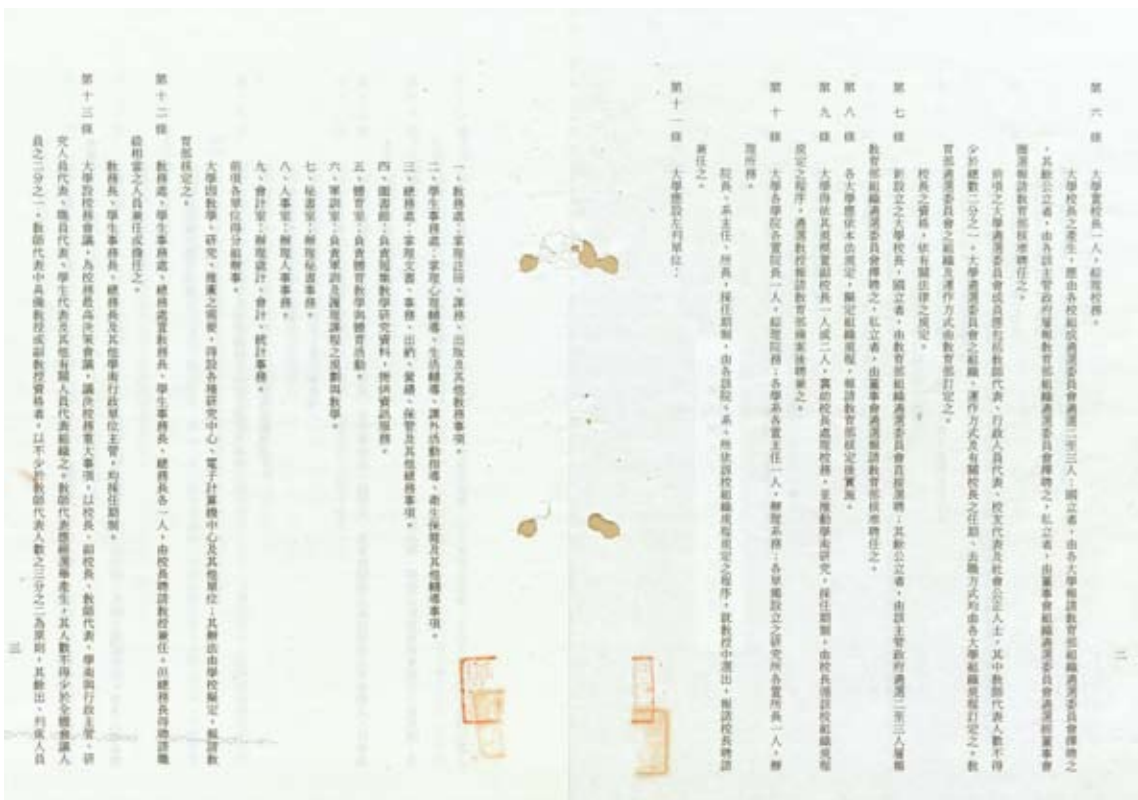 第六條　大學置校長一人，綜理校務。
大學校長之產生，應由各校組成遴選委員會遴選二至三人；國立者，由各大學報請教育部組織遴選委員會擇聘之
，其餘公立者，由各該主管政府層報教育部組織遴選委員會擇聘之，私立者，由董事會組織遴選委員會遴選經董事會
圈選報請教育部核准聘任之。
前項之大學遴選委員會成員應包括教師代表、行政人員代表、校友代表及社會公正人士，其中教師代表人數不得
少於總數二分之一。大學遴選委員會之組織、運作方式及有關校長之任期、去職方式均由各大學組織規程訂定之，教
育部遴選委員會之組織及運作方式由教育部訂定之。
校長之資格，依有關法律之規定。
第七條　新設立之大學校長，國立者，由教育部組織遴選委員會直接選聘；其餘公立者，由該主管政府遴選二至三人層報
教育部組織遴選委員會擇聘之。私立者，由董事會遴選報請教育部核准聘任之。
第八條　各大學應依本法規定，擬定組織規程，報請教育部核定後實施。
第九條　大學得依其規模置副校長一人或二人，襄助校長處理校務，並推動學術研究，採任期制，由校長循該校組織規程
規定之程序，遴選教授報請教育部備案後聘兼之。
第十條　大學各學院各置院長一人，綜理院務；各學系各置主任一人，辦理系務；各單獨設立之研究所各置所長一人，辦
理所務。
院長、系主任、所長，採任期制，由各該院、系、所依該校組織規程規定之程序，就教授中選出，報請校長聘請
兼任之。
第十一條　大學應設左列單位：
二
一、教務處：掌理註冊、課務、出版及其他教務事項。
二、學生事務處：掌理心理輔導、生活輔導、課外活動指導、衛生保健及其他輔導事項。
三、總務處：掌理文書、事務、出納、營繕、保管及其他總務事項。
四、圖書館：負責蒐集教學研究資料，提供資訊服務。
五、體育室：負責體育教學與體育活動。
六、軍訓室：負責軍訓及護理課程之規劃與教學。
七、秘書室：辦理秘書事務。
八、人事室：辦理人事事務。
九、會計室：辦理歲計、會計、統計事務。
前項各單位得分組辦事。
大學因教學、研究、推廣之需要，得設各種研究中心、電子計算機中心及其他單位；其辦法由學校擬定，報請教
育部核定之。
第十二條　教務處、學生事務處、總務處置教務長、學生事務長、總務長各一人，由校長聘請教授兼任。但總務長得聘請職
級相當之人員兼任或擔任之。
教務長、學生事務長、總務長及其他學術行政單位主管，均採任期制。
第十三條　大學設校務會議，為校務最高決策會議，議決校務重大事項，以校長、副校長、教師代表、學術與行政主管、研
究人員代表、職員代表、學生代表及其他有關人員代表組織之。教師代表應經選舉產生，其人數不得少於全體會議人
員之二分之一，教師代表中具備教授或副教授資格者，以不少於教師代表人數之三分之二為原則，其餘出、列席人員
三